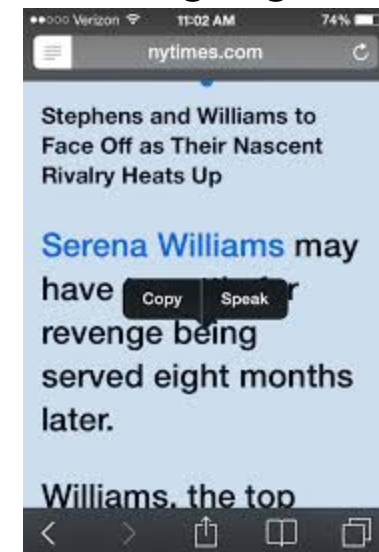 Verizon 11:02 AM 74%
nytimes.com
Stephens and Williams to
Face Off as Their Nascent
Rivalry Heats Up
Serena Williams may
have
Copy Speak
revenge being
served eight months
later.
Williams, the top